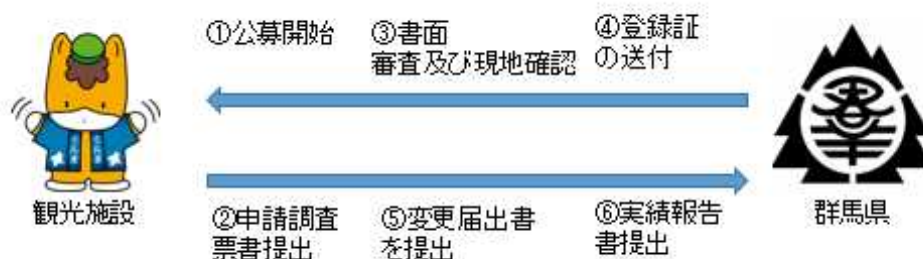 ①公募開始
③書面
審査及び現地確認
④登録証
の送付
観光施設
群馬県
②申請調査
票書提出
⑤変更届出書
を提出
⑥実績報告
書提出